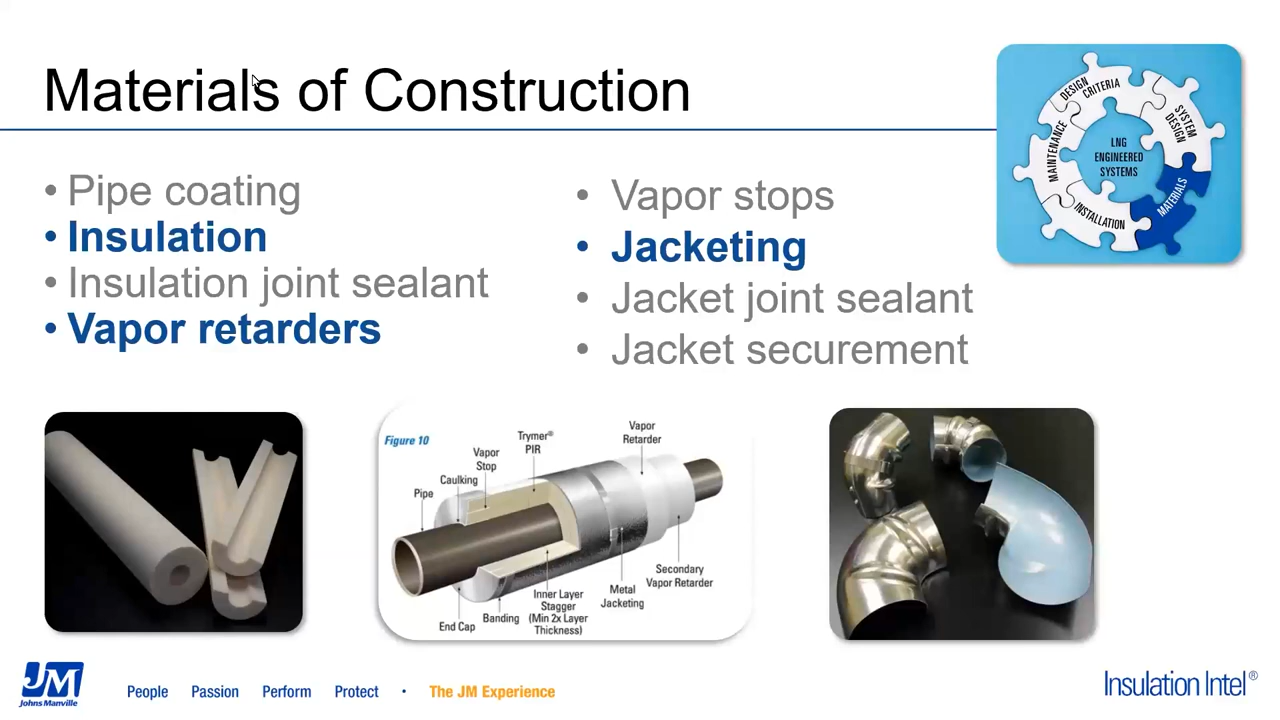 Materials of Construction
• Pipe coating
• Insulation
• Insulation joint sealant
• Vapor retarders
• Vapor stops
• Jacketing
• Jacket joint sealant
• Jacket securement
DESIGN
CRITERIA
SYSTEM
DESIGN
MATERIALS
INSTALLATION
MAINTENANCE
LNG
ENGINEERED
SYSTEMS
Figure 10
Pipe
Caulking
Vapor
Stop
Trymer®
PIR
Vapor
Retarder
End Cap
Banding
Inner Layer
Stagger
(Min 2x Layer
Thickness)
Metal
Jacketing
Secondary
Vapor Retarder
JM
Johns Manville
People Passion Perform Protect • The JM Experience
Insulation Intel®